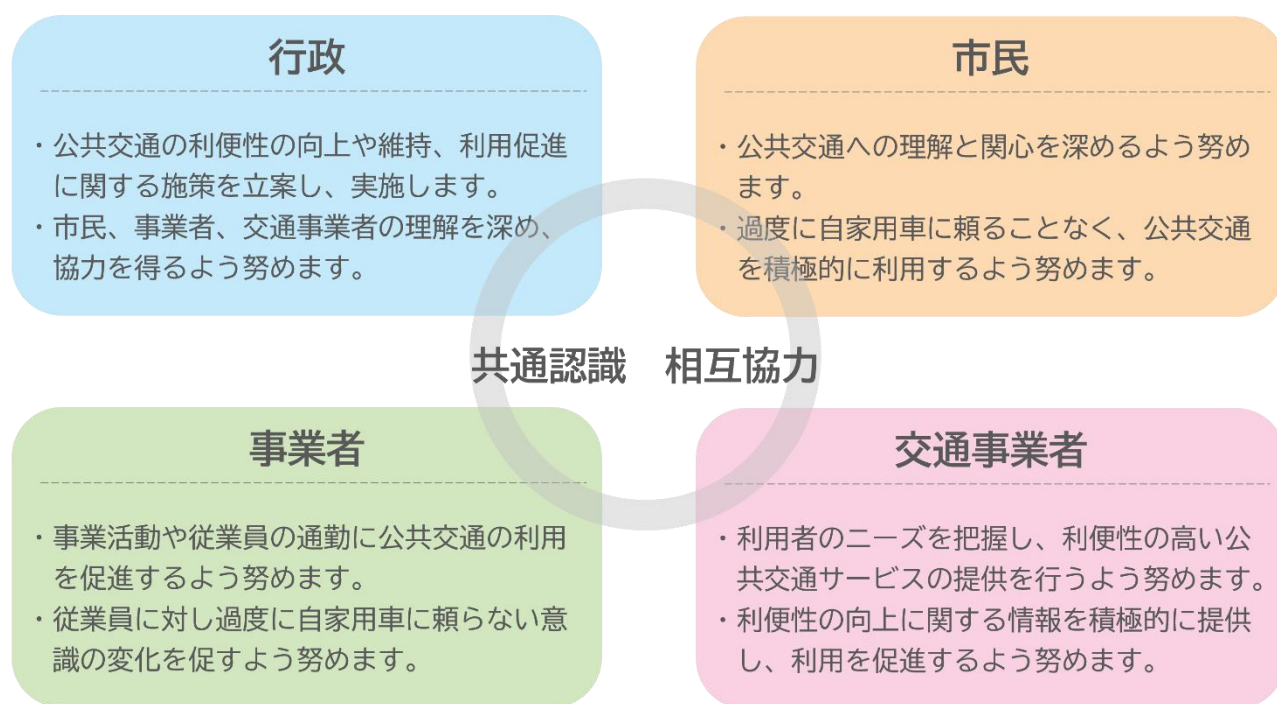 行政
・公共交通の利便性の向上や維持、利用促進
に関する施策を立案し、実施します。
・市民、事業者、交通事業者の理解を深め、
協力を得るよう努めます。
市民
・公共交通への理解と関心を深めるよう努め
ます。
・過度に自家用車に頼ることなく、公共交通
を積極的に利用するよう努めます。
共通認識　相互協力
事業者
・事業活動や従業員の通勤に公共交通の利用
を促進するよう努めます。
・従業員に対し過度に自家用車に頼らない意
識の変化を促すよう努めます。
交通事業者
・利用者のニーズを把握し、利便性の高い公
共交通サービスの提供を行うよう努めます。
・利便性の向上に関する情報を積極的に提供
し、利用を促進するよう努めます。